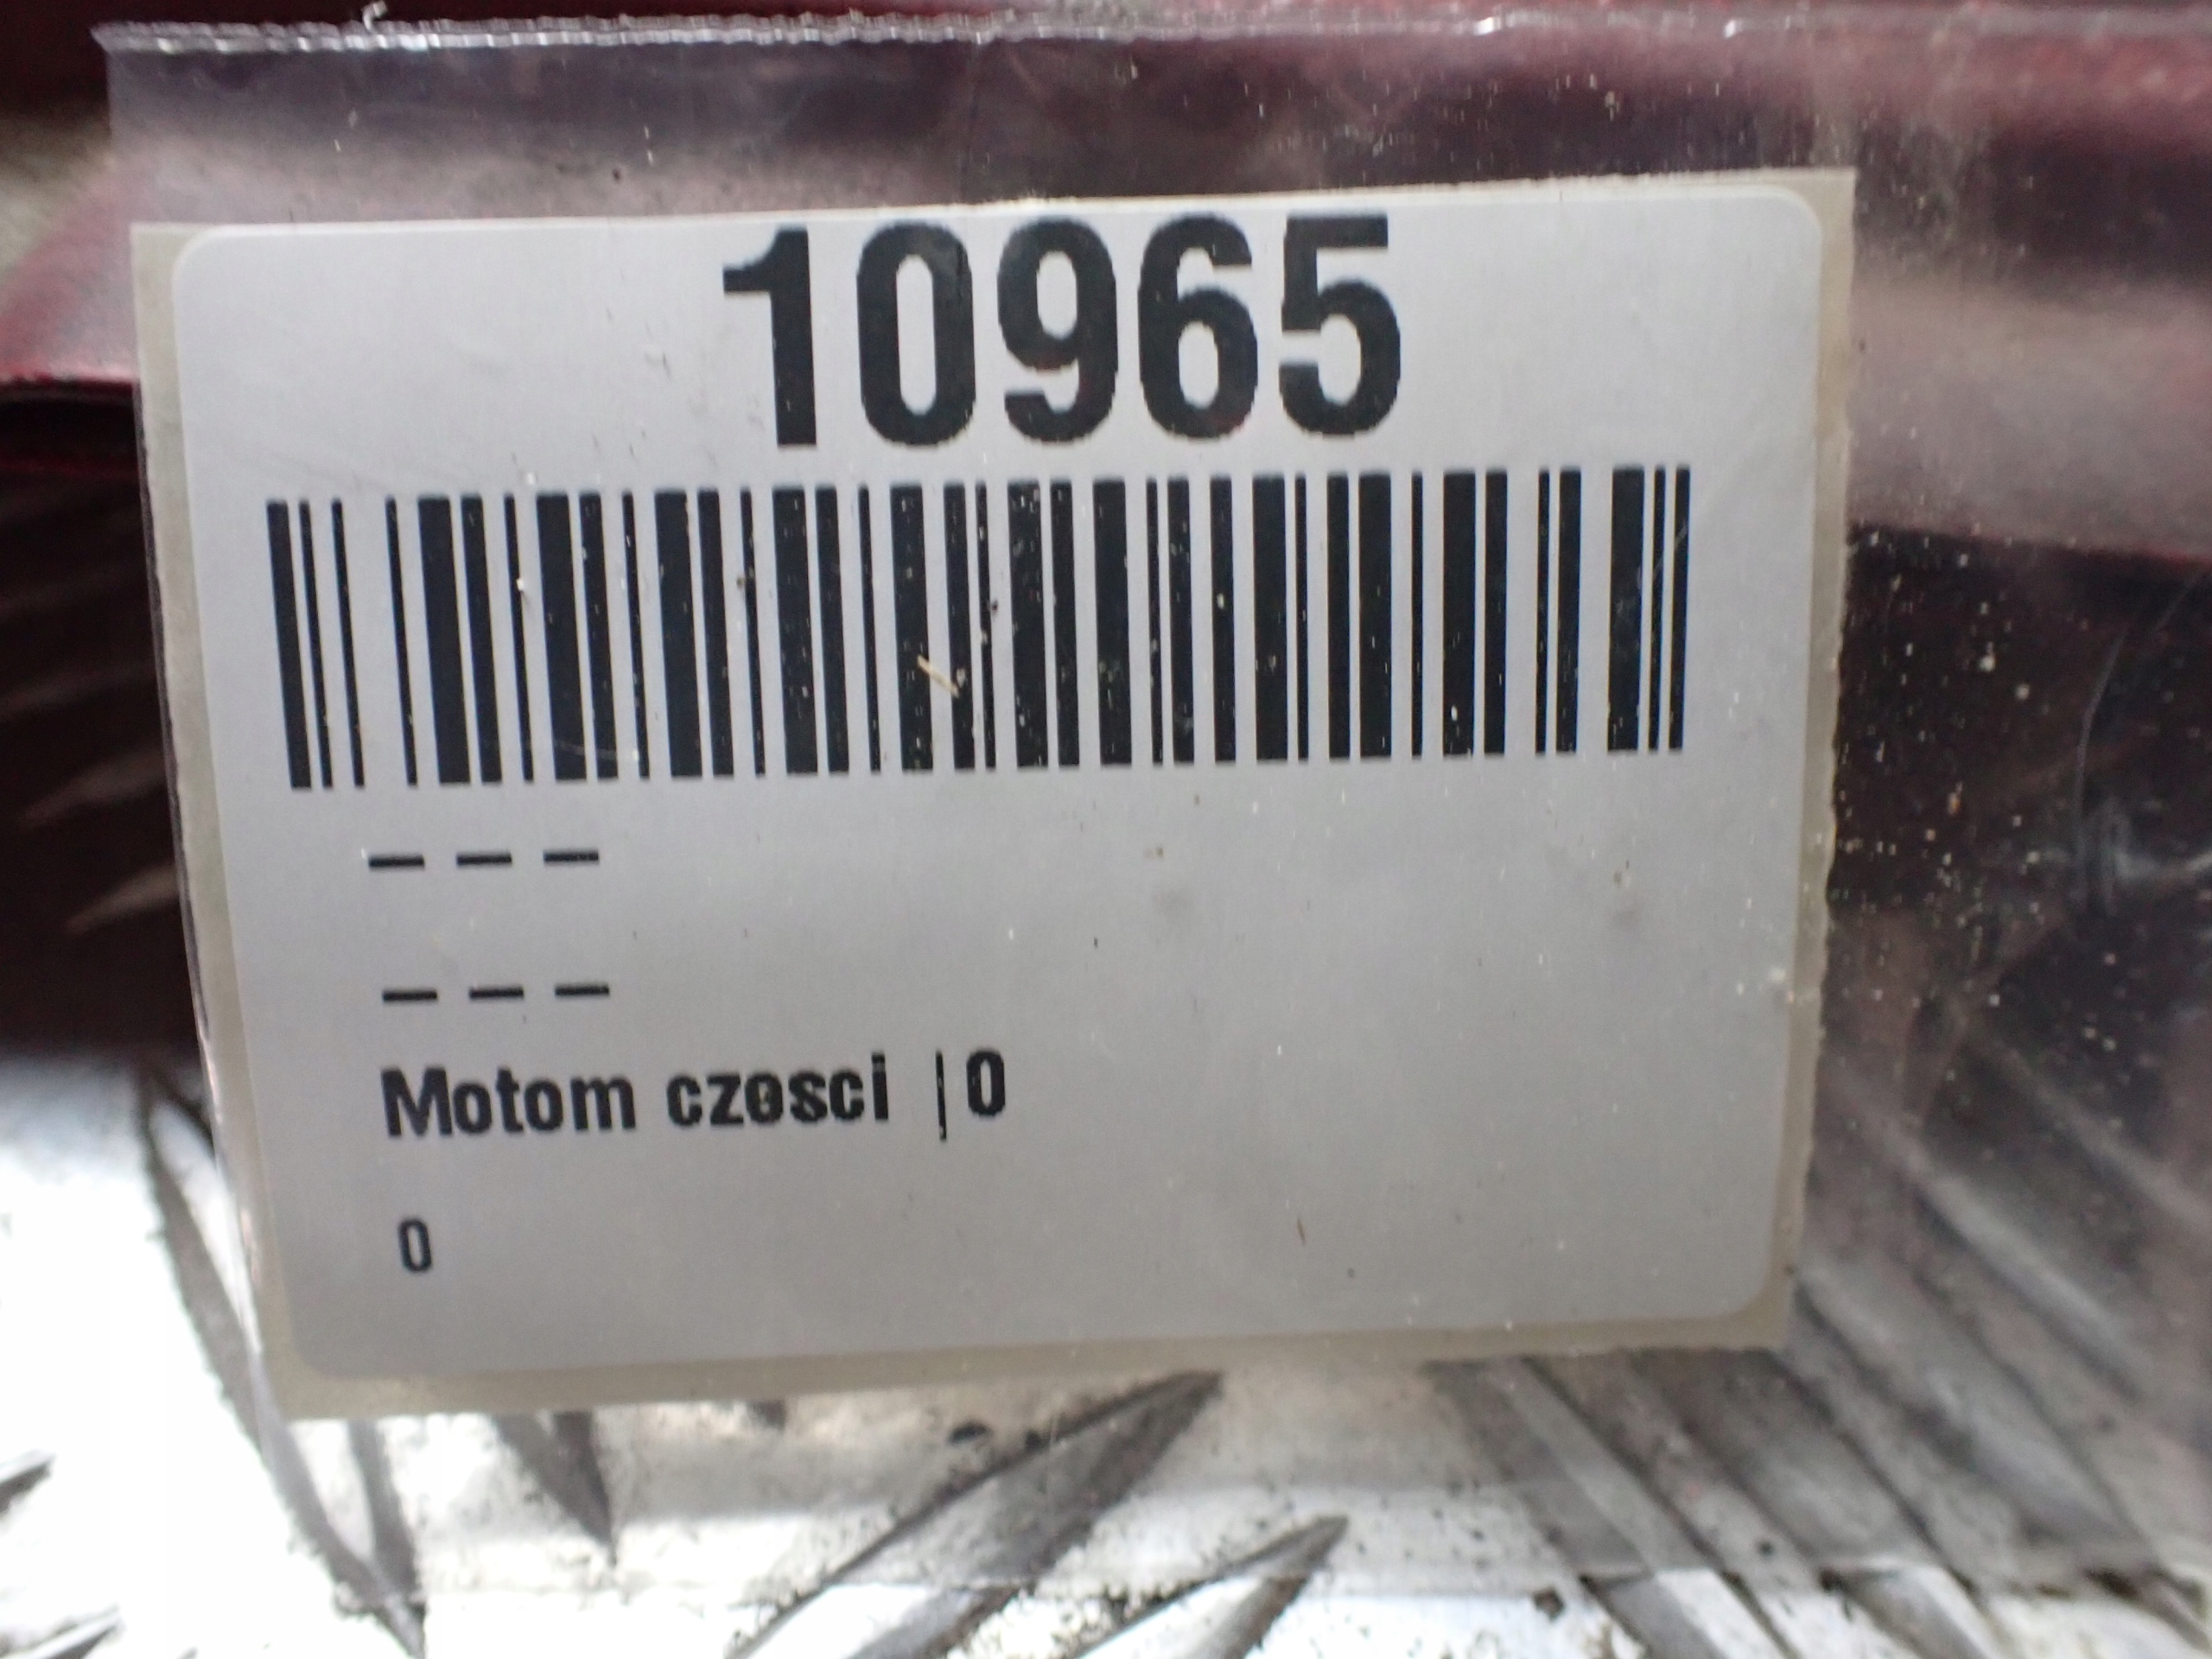 10965
– – –
– – –
Motom czesci |0
0